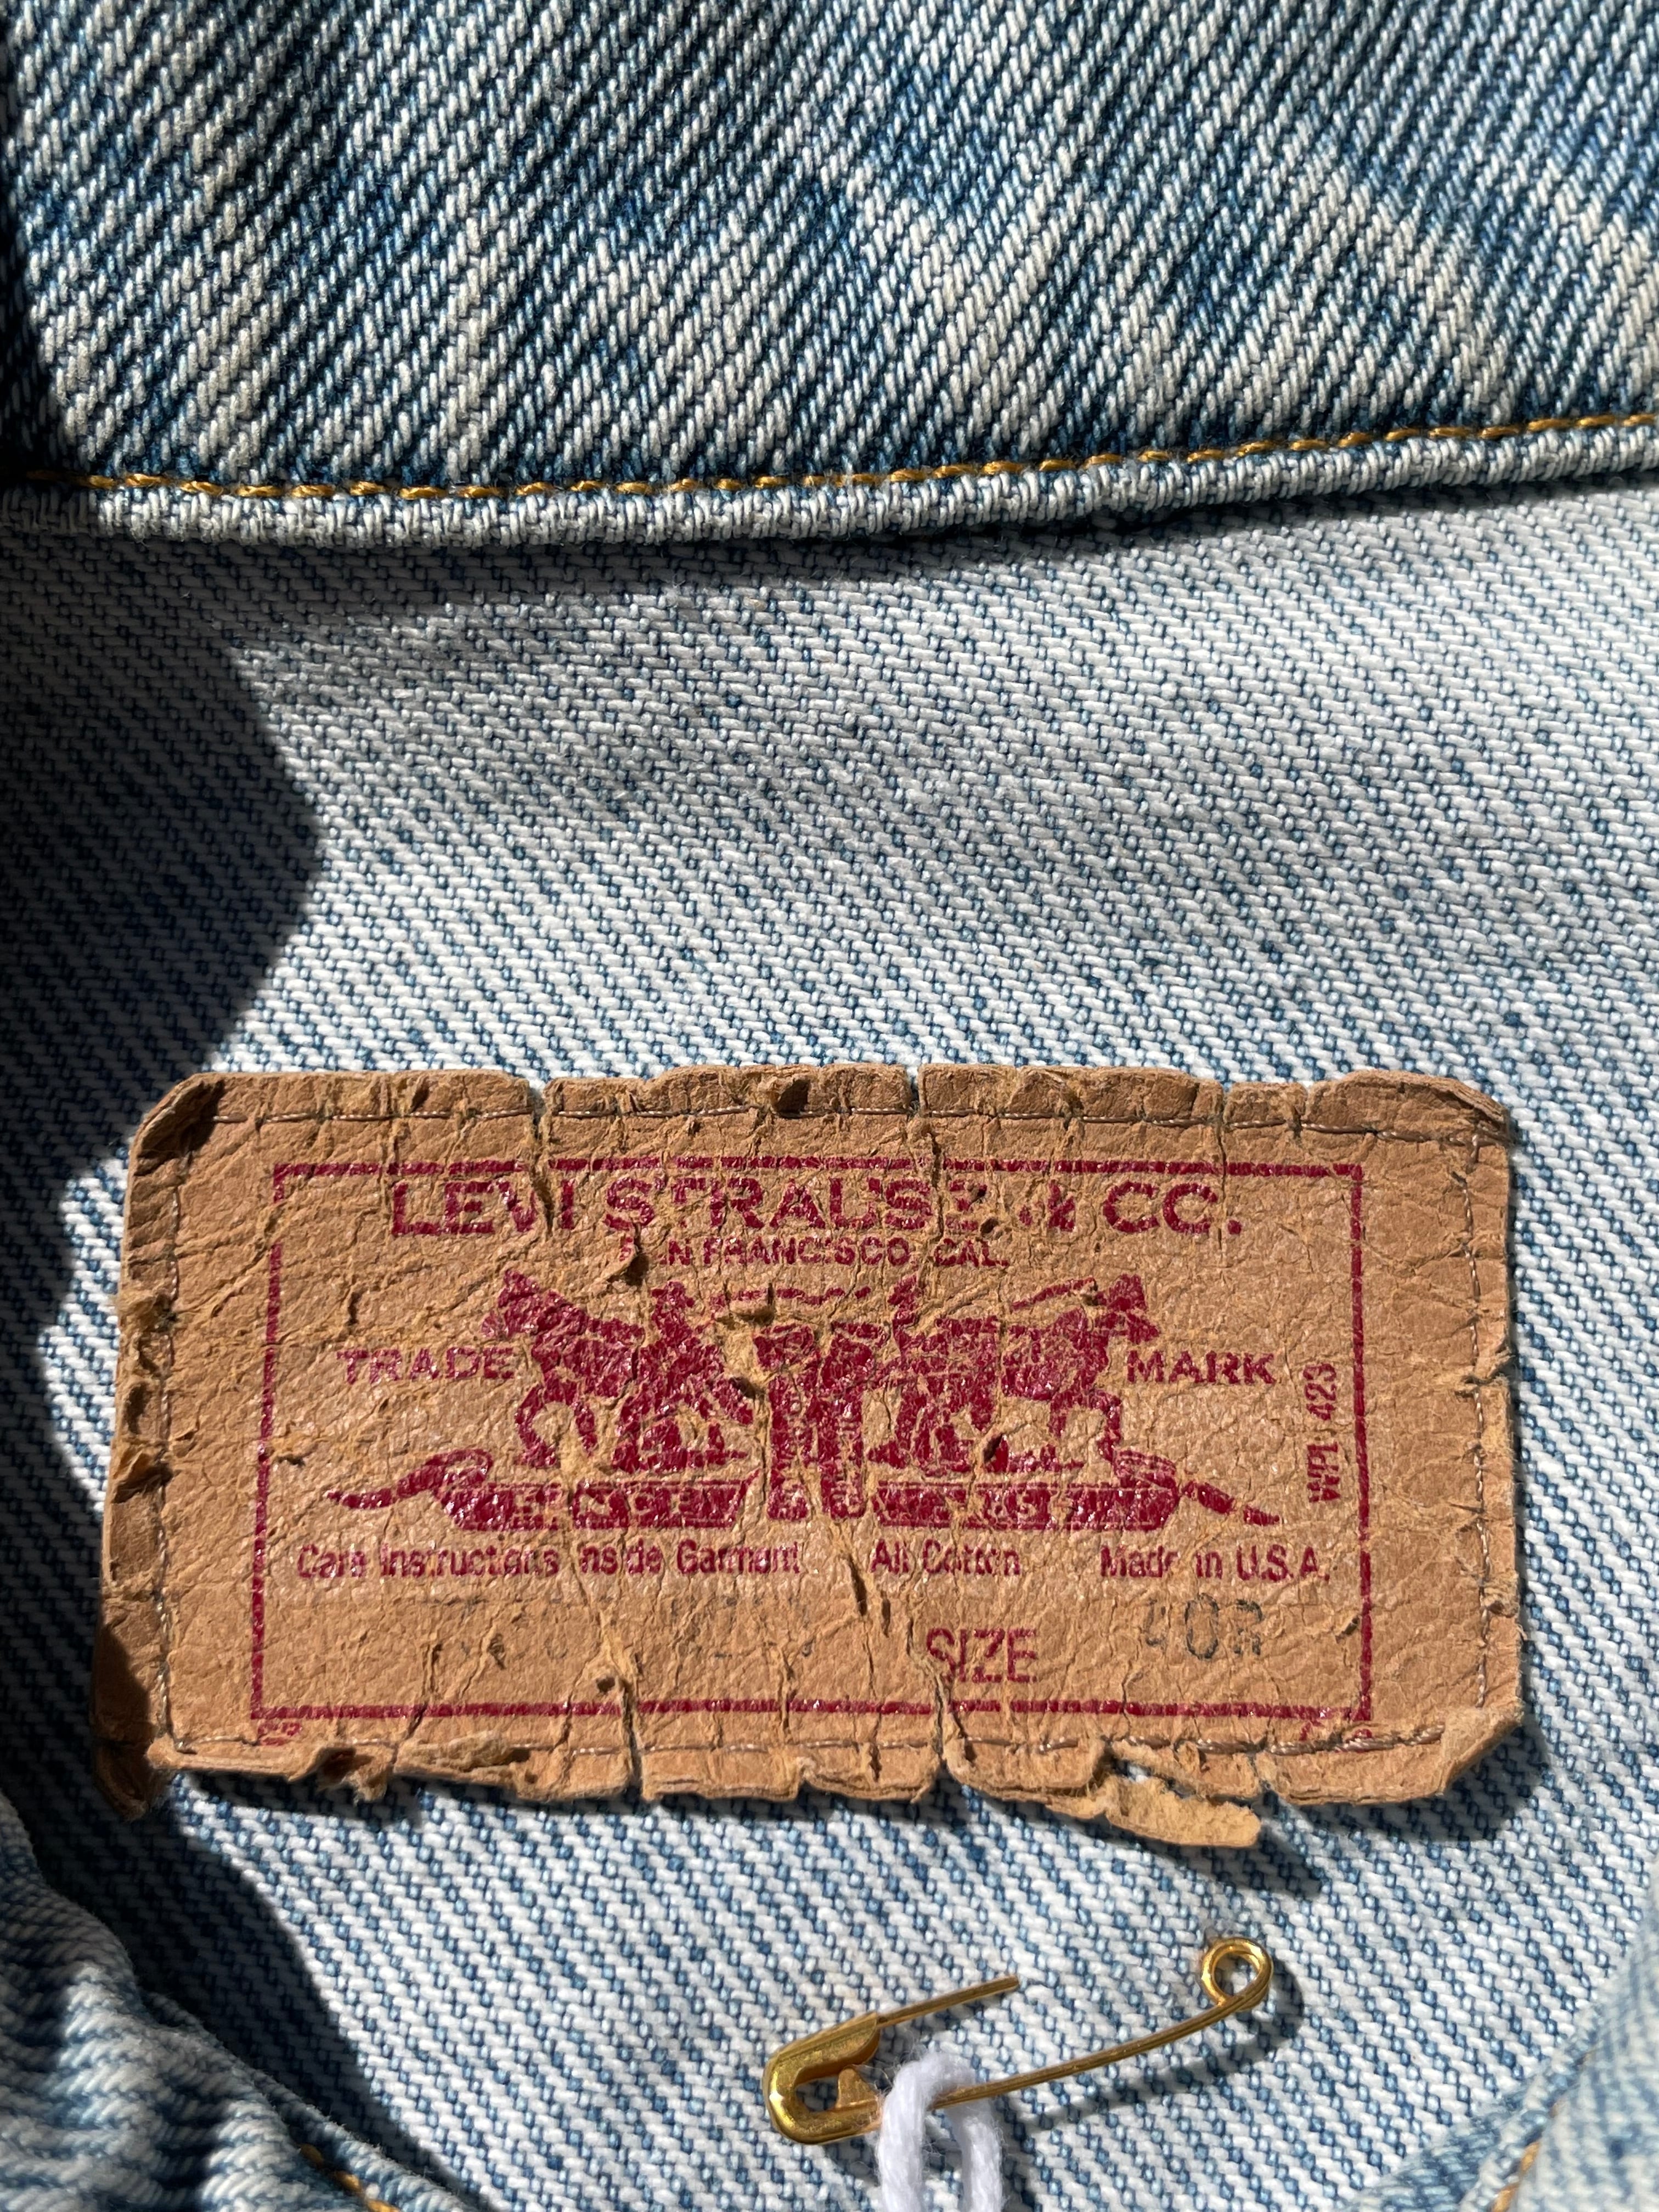 LEVI STRAUSS & CO.
SAN FRANCISCO, CAL.
TRADE MARK
WPL 423
Care Instructions Inside Garment All Cotton Made in U.S.A.
SIZE 40R